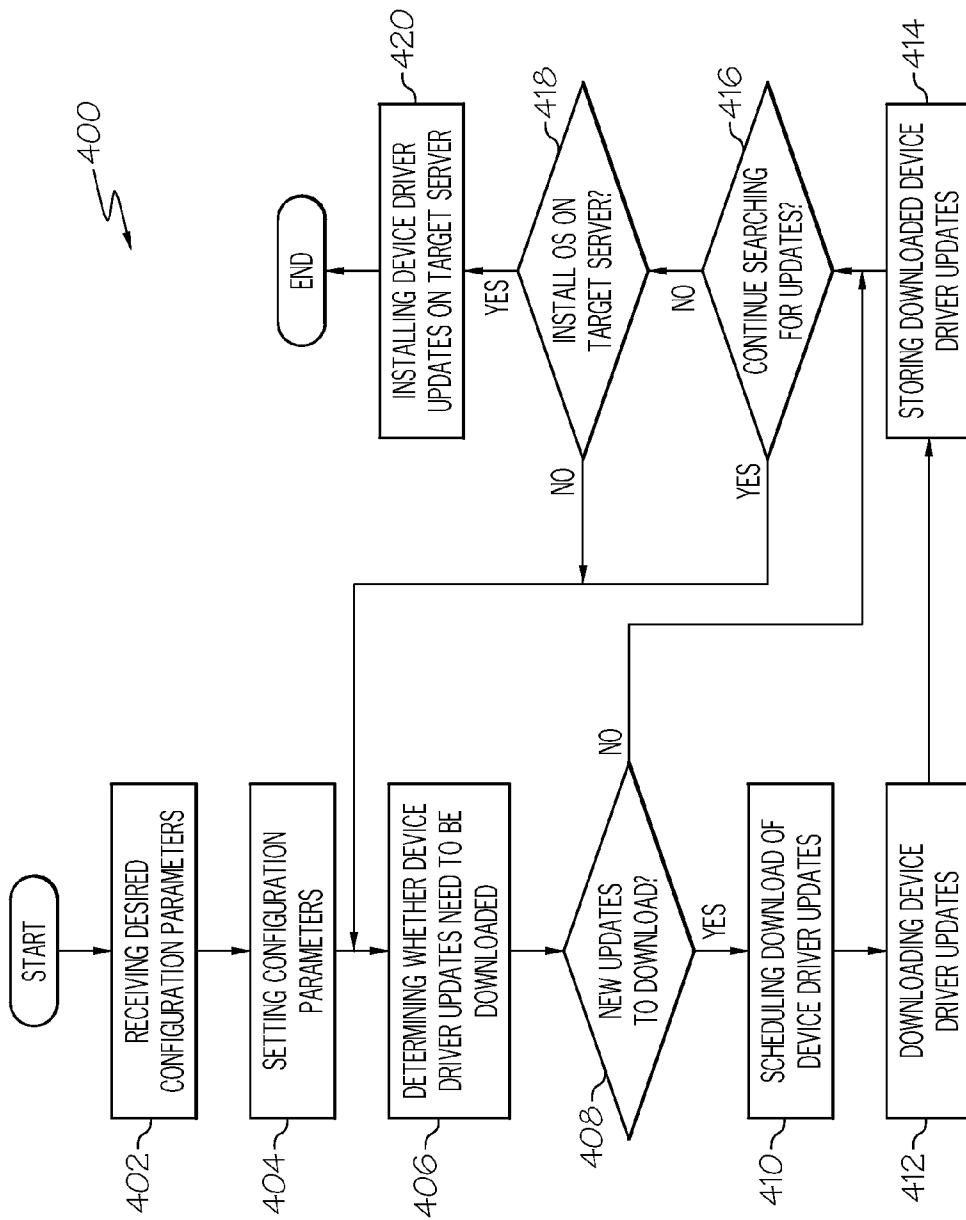 400
START
402
RECEIVING DESIRED
CONFIGURATION PARAMETERS
404
SETTING CONFIGURATION
PARAMETERS
406
DETERMINING WHETHER DEVICE
DRIVER UPDATES NEED TO BE
DOWNLOADED
408
NEW UPDATES
TO DOWNLOAD?
NO
YES
410
SCHEDULING DOWNLOAD OF
DEVICE DRIVER UPDATES
412
DOWNLOADING DEVICE
DRIVER UPDATES
414
STORING DOWNLOADED DEVICE
DRIVER UPDATES
416
CONTINUE SEARCHING
FOR UPDATES?
YES
NO
418
INSTALL OS ON
TARGET SERVER?
NO
YES
420
INSTALLING DEVICE DRIVER
UPDATES ON TARGET SERVER
END